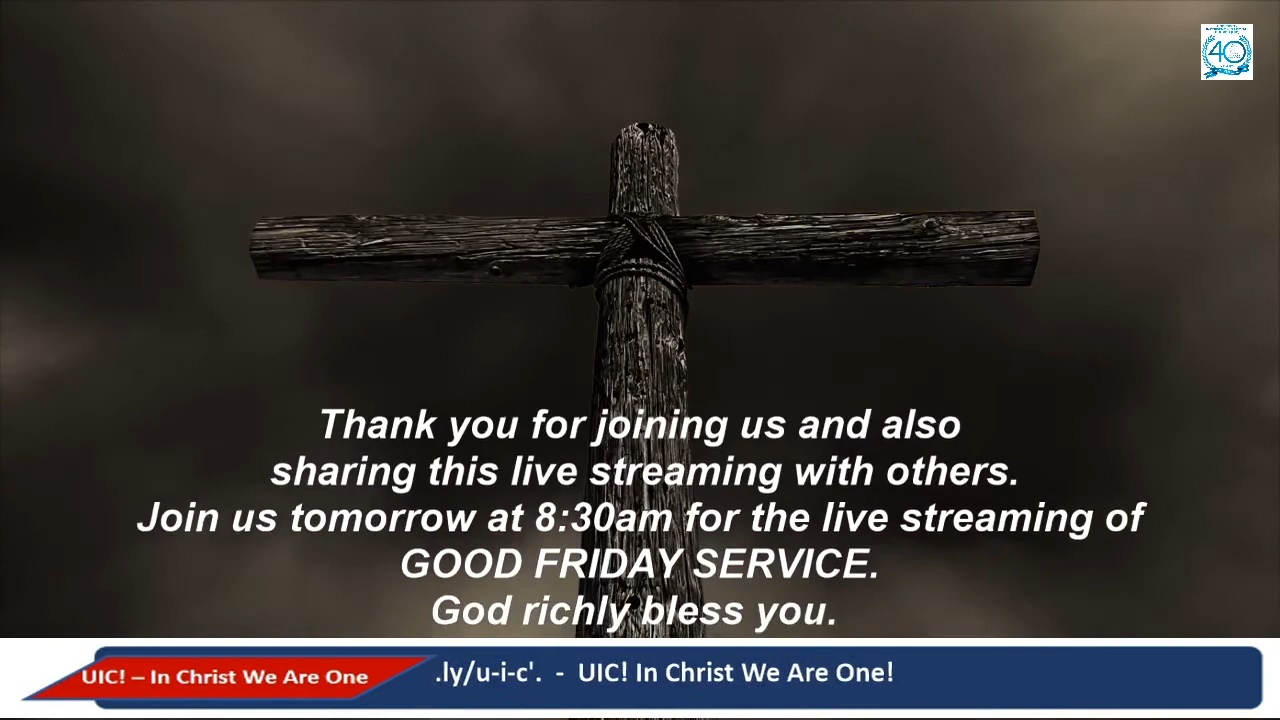 40
Thank you for joining us and also
sharing this live streaming with others.
Join us tomorrow at 8:30am for the live streaming of
GOOD FRIDAY SERVICE.
God richly bless you.
UIC! – In Christ We Are One
.ly/u-i-c'. - UIC! In Christ We Are One!